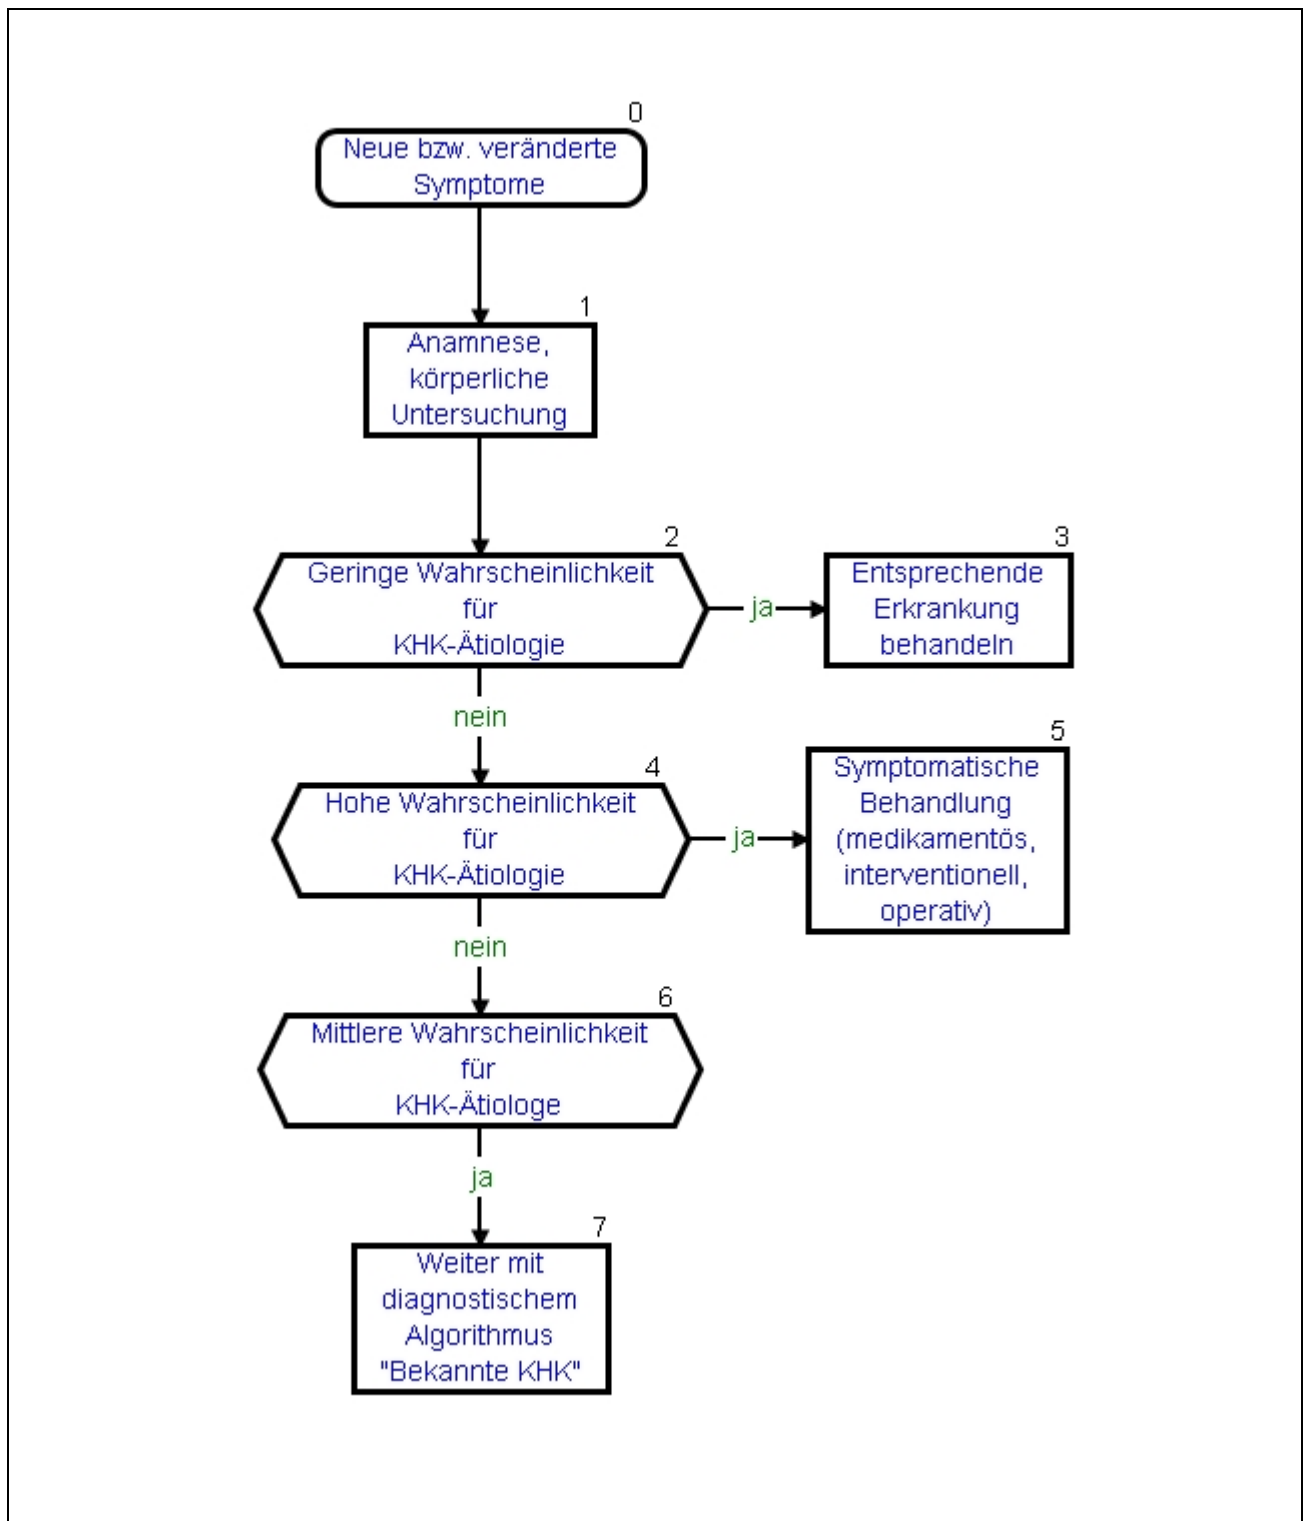 0
Neue bzw. veränderte
Symptome
1
Anamnese,
körperliche
Untersuchung
2
Geringe Wahrscheinlichkeit
für
KHK-Ätiologie
ja
3
Entsprechende
Erkrankung
behandeln
nein
4
Hohe Wahrscheinlichkeit
für
KHK-Ätiologie
ja
5
Symptomatische
Behandlung
(medikamentös,
interventionell,
operativ)
nein
6
Mittlere Wahrscheinlichkeit
für
KHK-Ätiologe
ja
7
Weiter mit
diagnostischem
Algorithmus
"Bekannte KHK"